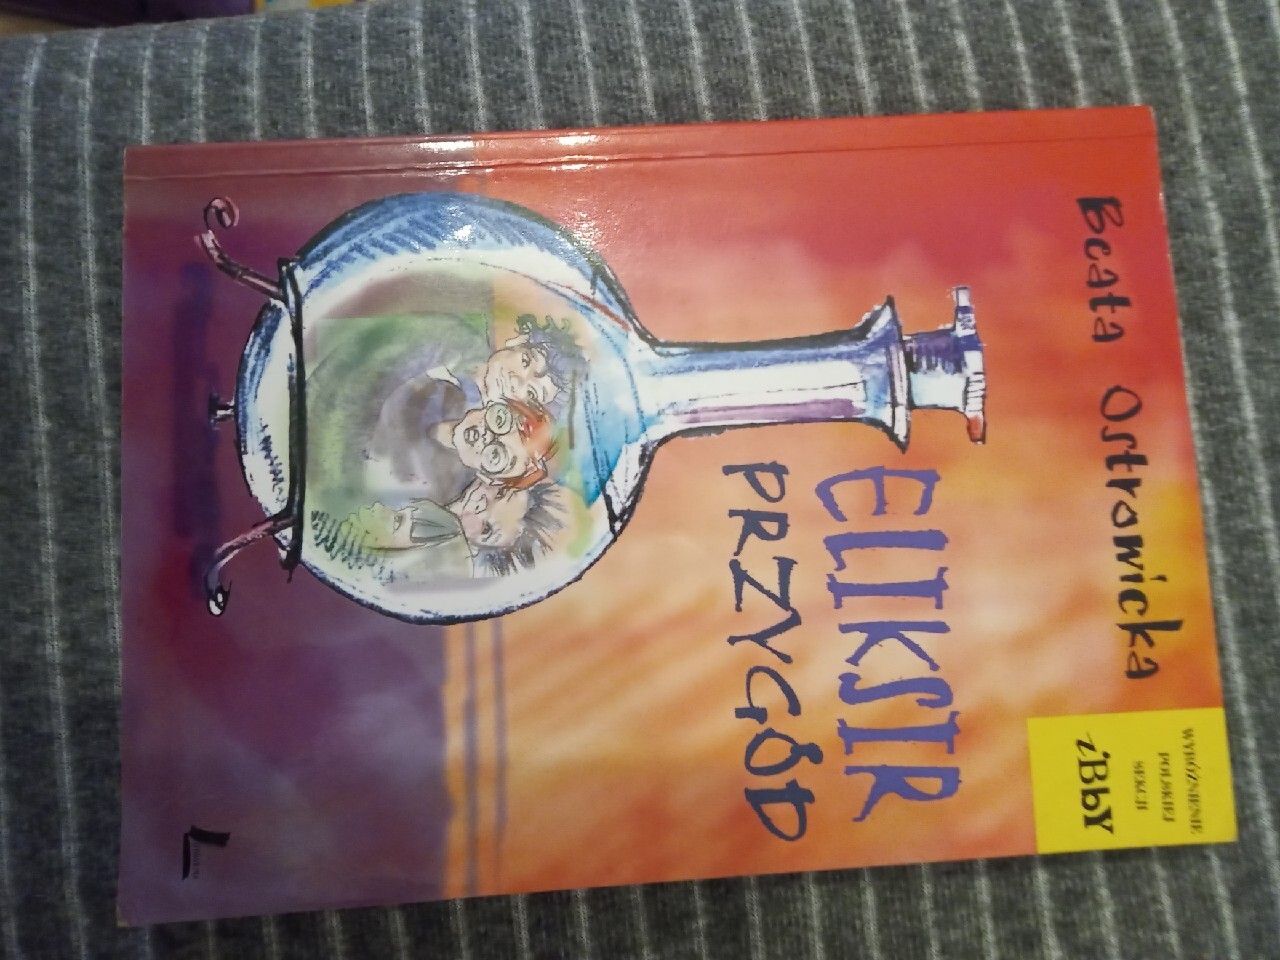 Beata Ostrowicka
WYRÓŻNIENIE
POLSKIEJ
SEKCJI
iBbY
ELIKSIR
PRZYGÓD